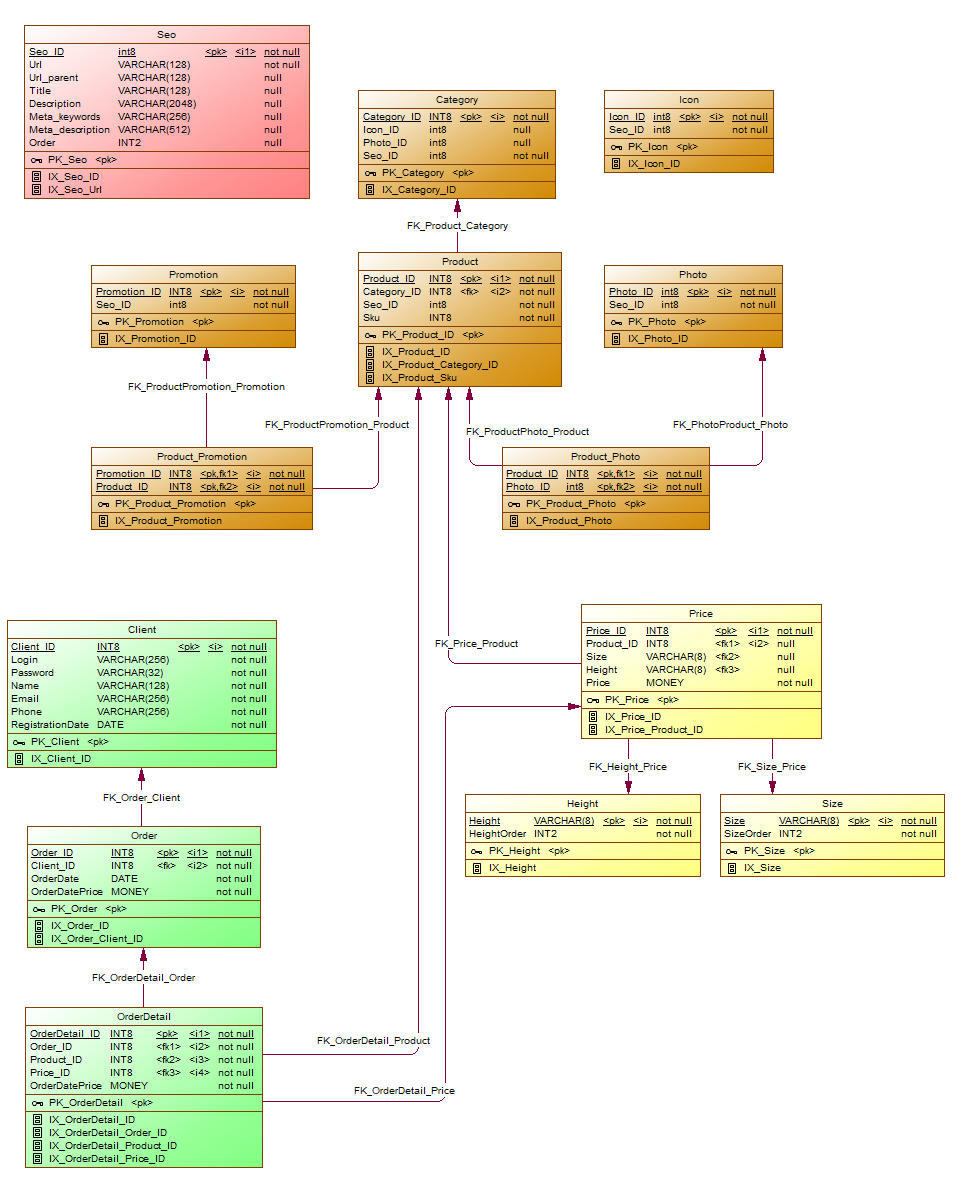 Seo
Seo_ID int8 <pk> <i1> not null
Url VARCHAR(128) not null
Url_parent VARCHAR(128) null
Title VARCHAR(128) null
Description VARCHAR(2048) null
Meta_keywords VARCHAR(256) null
Meta_description VARCHAR(512) null
Order INT2 null
PK_Seo <pk>
IX_Seo_ID
IX_Seo_Url
Category
Category_ID INT8 <pk> <i> not null
Icon_ID int8 null
Photo_ID int8 null
Seo_ID int8 not null
PK_Category <pk>
IX_Category_ID
Icon
Icon_ID int8 <pk> <i> not null
Seo_ID int8 not null
PK_Icon <pk>
IX_Icon_ID
FK_Product_Category
Promotion
Promotion_ID INT8 <pk> <i> not null
Seo_ID int8 not null
PK_Promotion <pk>
IX_Promotion_ID
Product
Product_ID INT8 <pk> <i1> not null
Category_ID INT8 <fk> <i2> not null
Seo_ID int8 not null
Sku INT8 not null
PK_Product_ID <pk>
IX_Product_ID
IX_Product_Category_ID
IX_Product_Sku
Photo
Photo_ID int8 <pk> <i> not null
Seo_ID int8 not null
PK_Photo <pk>
IX_Photo_ID
FK_ProductPromotion_Promotion
FK_ProductPromotion_Product
FK_ProductPhoto_Product
FK_PhotoProduct_Photo
Product_Promotion
Promotion_ID INT8 <pk,fk1> <i> not null
Product_ID INT8 <pk,fk2> <i> not null
PK_Product_Promotion <pk>
IX_Product_Promotion
Product_Photo
Product_ID INT8 <pk,fk1> <i> not null
Photo_ID int8 <pk,fk2> <i> not null
PK_Product_Photo <pk>
IX_Product_Photo
Client
Client_ID INT8 <pk> <i> not null
Login VARCHAR(256) not null
Password VARCHAR(32) not null
Name VARCHAR(128) not null
Email VARCHAR(256) not null
Phone VARCHAR(256) not null
RegistrationDate DATE not null
PK_Client <pk>
IX_Client_ID
FK_Price_Product
Price
Price_ID INT8 <pk> <i1> not null
Product_ID INT8 <fk1> <i2> null
Size VARCHAR(8) <fk2> null
Height VARCHAR(8) <fk3> null
Price MONEY not null
PK_Price <pk>
IX_Price_ID
IX_Price_Product_ID
FK_Height_Price
FK_Size_Price
FK_Order_Client
Height
Height VARCHAR(8) <pk> <i> not null
HeightOrder INT2 not null
PK_Height <pk>
IX_Height
Size
Size VARCHAR(8) <pk> <i> not null
SizeOrder INT2 not null
PK_Size <pk>
IX_Size
Order
Order_ID INT8 <pk> <i1> not null
Client_ID INT8 <fk> <i2> not null
OrderDate DATE not null
OrderDatePrice MONEY not null
PK_Order <pk>
IX_Order_ID
IX_Order_Client_ID
FK_OrderDetail_Order
OrderDetail
OrderDetail_ID INT8 <pk> <i1> not null
Order_ID INT8 <fk1> <i2> not null
Product_ID INT8 <fk2> <i3> not null
Price_ID INT8 <fk3> <i4> not null
OrderDatePrice MONEY not null
PK_OrderDetail <pk>
IX_OrderDetail_ID
IX_OrderDetail_Order_ID
IX_OrderDetail_Product_ID
IX_OrderDetail_Price_ID
FK_OrderDetail_Product
FK_OrderDetail_Price